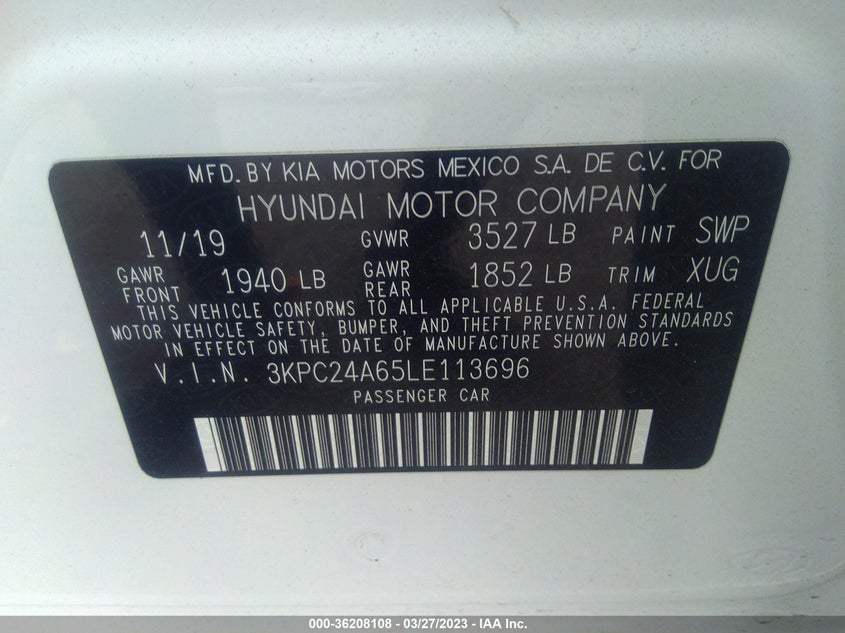 MFD. BY KIA MOTORS MEXICO S.A. DE C.V. FOR
HYUNDAI MOTOR COMPANY
11/19 GVWR 3527 LB PAINT SWP
GAWR FRONT 1940 LB GAWR REAR 1852 LB TRIM XUG
THIS VEHICLE CONFORMS TO ALL APPLICABLE U.S.A. FEDERAL
MOTOR VEHICLE SAFETY, BUMPER, AND THEFT PREVENTION STANDARDS
IN EFFECT ON THE DATE OF MANUFACTURE SHOWN ABOVE.
V.I.N. 3KPC24A65LE113696
PASSENGER CAR
000-36208108 - 03/27/2023 - IAA Inc.